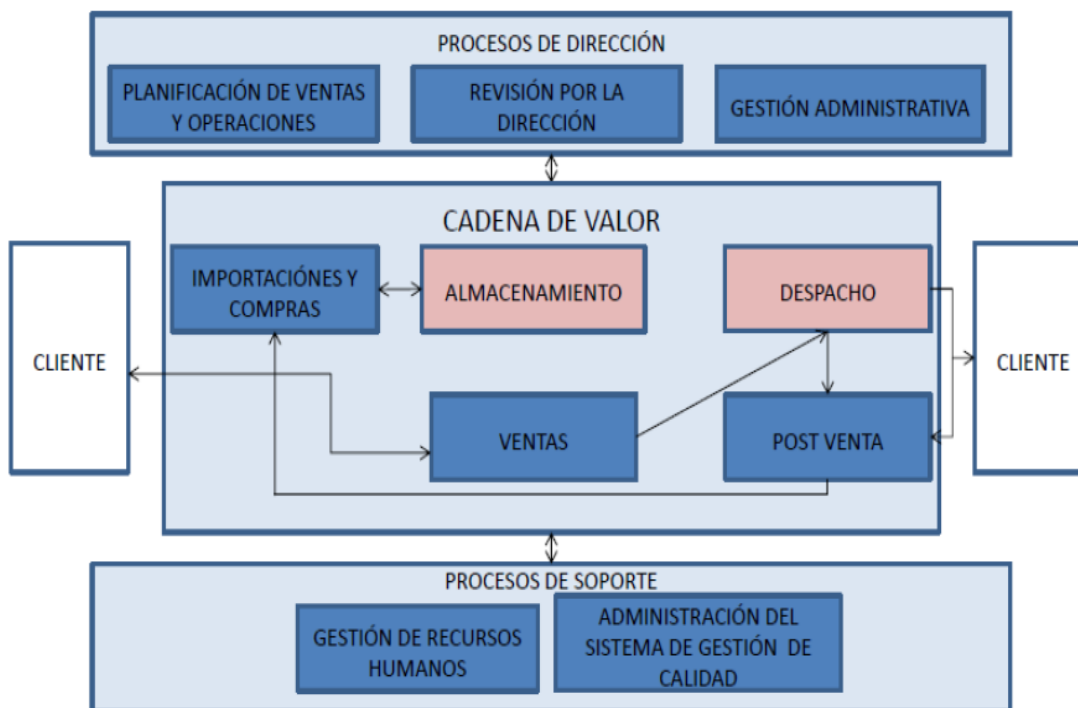 PROCESOS DE DIRECCIÓN
PLANIFICACIÓN DE VENTAS
Y OPERACIONES
REVISIÓN POR LA
DIRECCIÓN
GESTIÓN ADMINISTRATIVA
CADENA DE VALOR
CLIENTE
IMPORTACIÓNES Y
COMPRAS
ALMACENAMIENTO
DESPACHO
VENTAS
POST VENTA
CLIENTE
PROCESOS DE SOPORTE
GESTIÓN DE RECURSOS
HUMANOS
ADMINISTRACIÓN DEL
SISTEMA DE GESTIÓN DE
CALIDAD